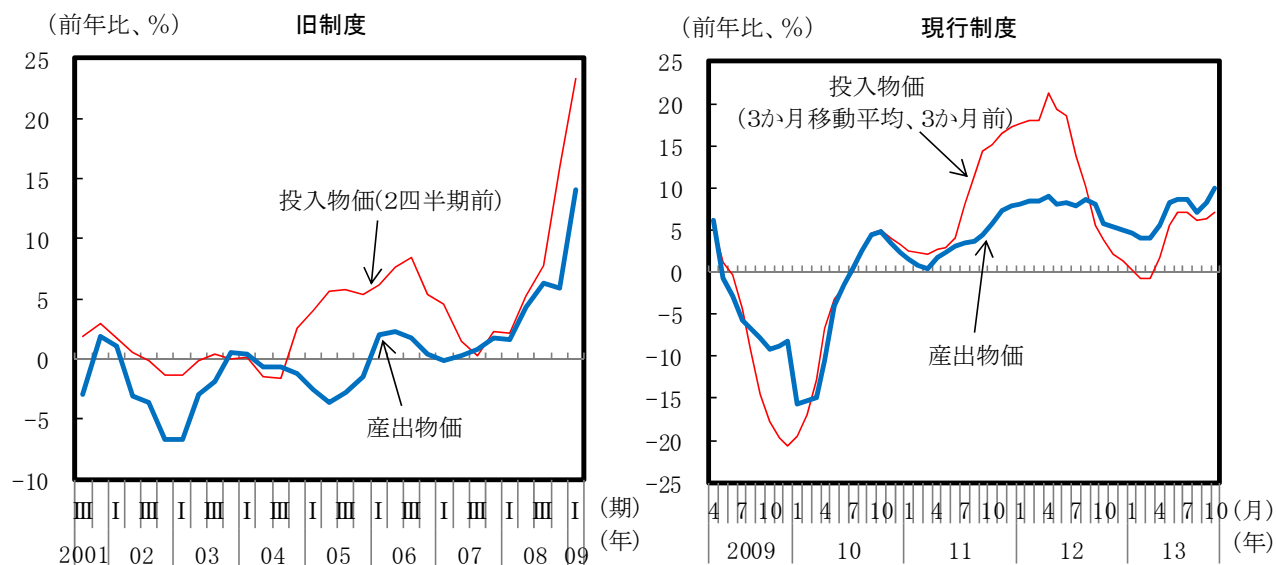 (前年比、%)
旧制度
25
20
15
10
5
0
-5
-10
投入物価(2四半期前)
産出物価
Ⅲ Ⅰ Ⅲ Ⅰ Ⅲ Ⅰ Ⅲ Ⅰ Ⅲ Ⅰ Ⅲ Ⅰ Ⅲ Ⅰ Ⅲ Ⅰ (期)
2001 02 03 04 05 06 07 08 09 (年)
(前年比、%)
現行制度
25
20
15
10
5
0
-5
-10
-15
-20
-25
投入物価
(3か月移動平均、3か月前)
産出物価
4 7 10 1 4 7 10 1 4 7 10 1 4 7 10 1 4 7 10 (月)
2009 10 11 12 13 (年)